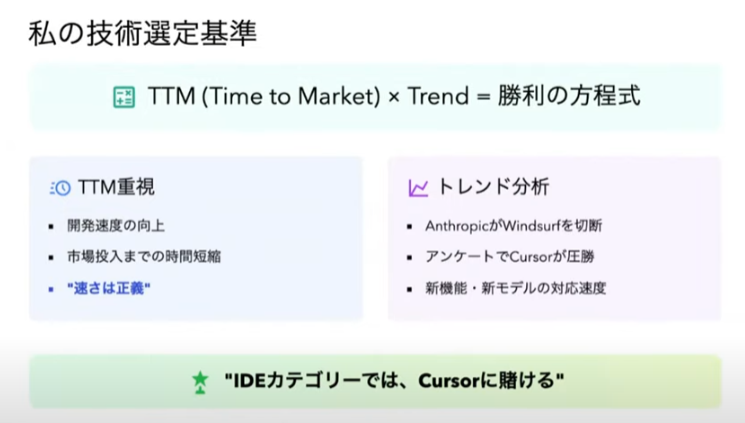 私の技術選定基準
TTM (Time to Market) × Trend = 勝利の方程式
TTM重視
▪ 開発速度の向上
▪ 市場投入までの時間短縮
▪ "速さは正義"
トレンド分析
▪ AnthropicがWindsurfを切断
▪ アンケートでCursorが圧勝
▪ 新機能・新モデルの対応速度
"IDEカテゴリーでは、Cursorに賭ける"